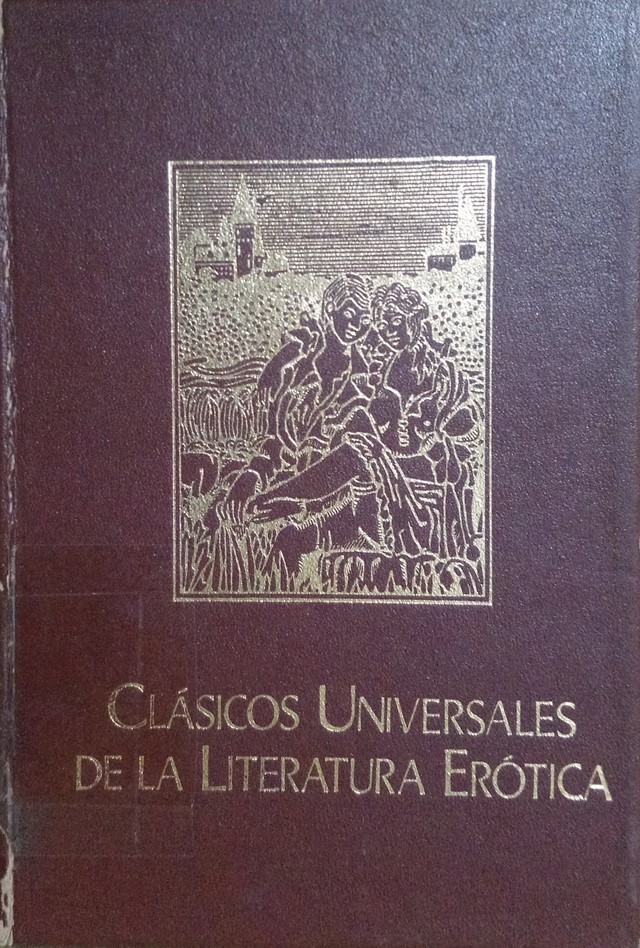 CLÁSICOS UNIVERSALES
DE LA LITERATURA ERÓTICA